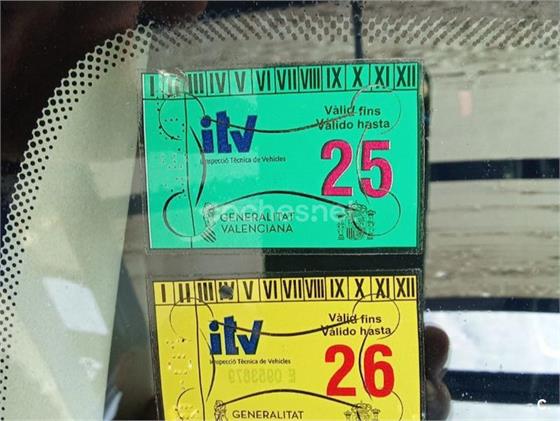 I II III IV V VI VII VIII IX X XI XII
itv
Inspecció Tècnica de Vehicles
Vàlid fins
Válido hasta
25
GENERALITAT
VALENCIANA
coches.net
I II III V VI VII VIII IX X XI XII
itv
Inspecció Tècnica de Vehicles
Vàlid fins
Válido hasta
26
E 0953679
GENERALITAT